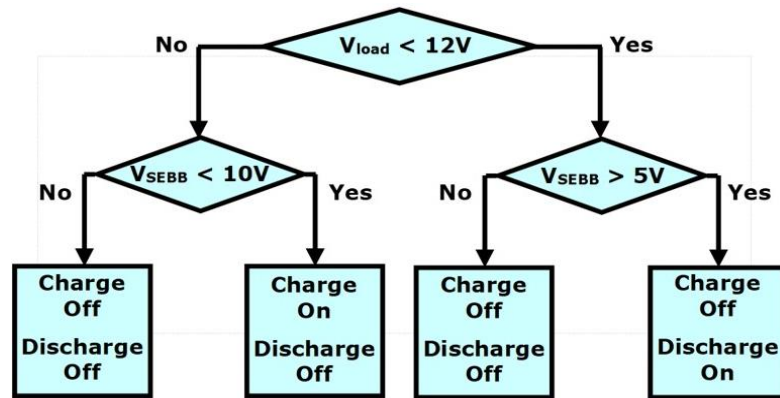 No
V_load < 12V
Yes
No
V_SEBB < 10V
Yes
No
V_SEBB > 5V
Yes
Charge
Off
Discharge
Off
Charge
On
Discharge
Off
Charge
Off
Discharge
Off
Charge
Off
Discharge
On